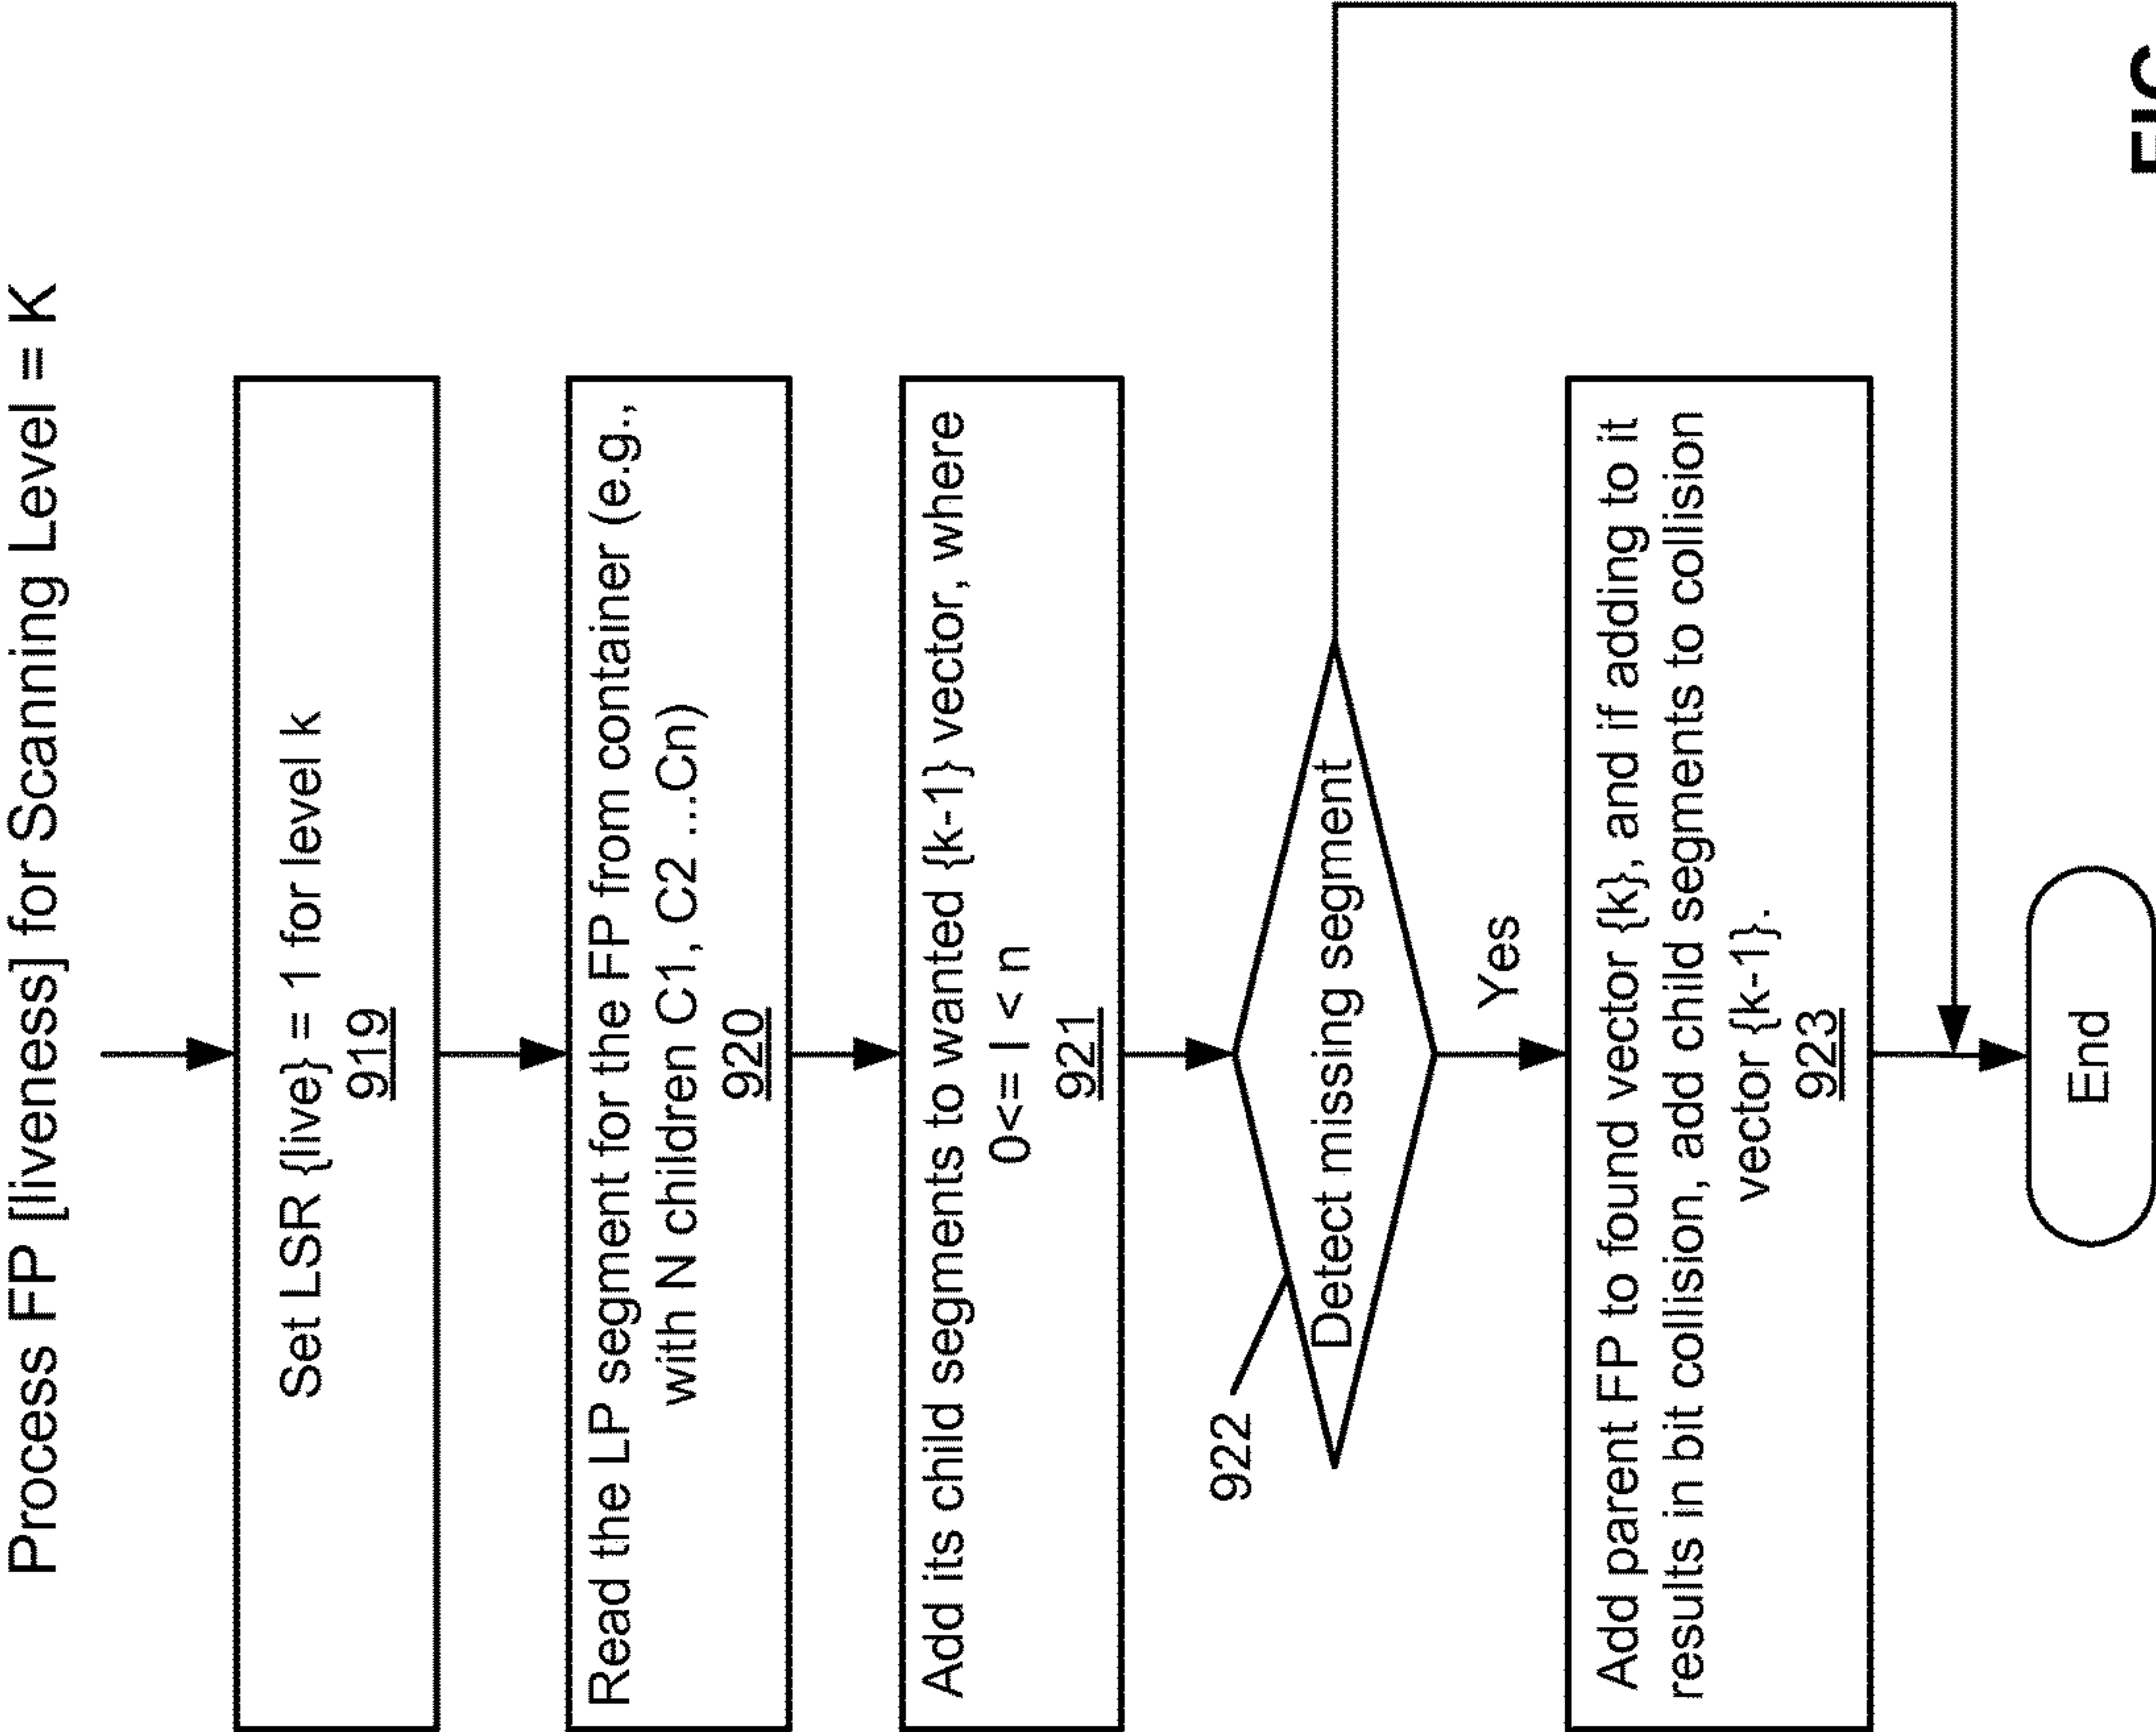 Process FP [liveness] for Scanning Level = K
Set LSR {live} = 1 for level k
919
Read the LP segment for the FP from container (e.g.,
with N children C1, C2 ...Cn)
920
Add its child segments to wanted {k-1} vector, where
0<= I < n
921
922
Detect missing segment
Yes
Add parent FP to found vector {k}, and if adding to it
results in bit collision, add child segments to collision
vector {k-1}.
923
End